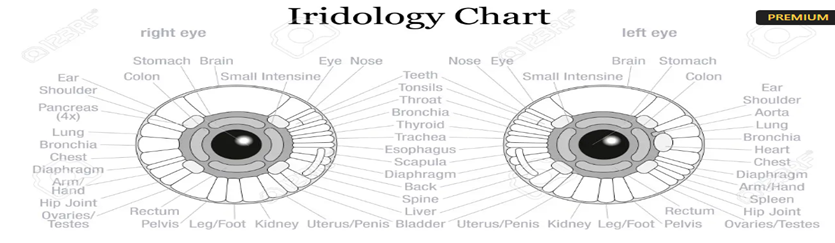 Iridology Chart
PREMIUM
right eye
left eye
Stomach Brain
Eye Nose
Nose Eye
Brain Stomach
Colon
Small Intensine
Small Intensine
Colon
Ear
Shoulder
Pancreas
(4x)
Lung
Bronchia
Chest
Diaphragm
Arm/
Hand
Hip Joint
Ovaries/
Testes
Teeth
Tonsils
Throat
Bronchia
Thyroid
Trachea
Esophagus
Scapula
Diaphragm
Back
Spine
Liver
Bladder
Ear
Shoulder
Aorta
Lung
Bronchia
Heart
Chest
Diaphragm
Arm/Hand
Spleen
Hip Joint
Ovaries/Testes
Rectum
Pelvis Leg/Foot Kidney Uterus/Penis
Rectum
Uterus/Penis Kidney Leg/Foot Pelvis